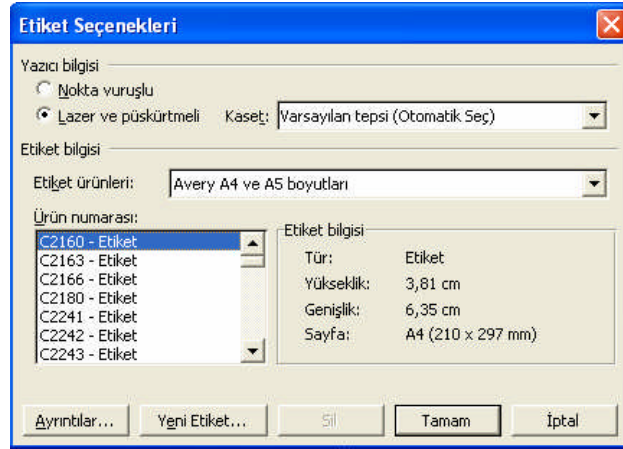 Etiket Seçenekleri
Yazıcı bilgisi
Nokta vuruşlu
Lazer ve püskürtmeli Kaset: Varsayılan tepsi (Otomatik Seç)
Etiket bilgisi
Etiket ürünleri: Avery A4 ve A5 boyutları
Ürün numarası:
C2160 - Etiket
C2163 - Etiket
C2166 - Etiket
C2180 - Etiket
C2241 - Etiket
C2242 - Etiket
C2243 - Etiket
Etiket bilgisi
Tür: Etiket
Yükseklik: 3,81 cm
Genişlik: 6,35 cm
Sayfa: A4 (210 x 297 mm)
Ayrıntılar... Yeni Etiket... Sil Tamam İptal